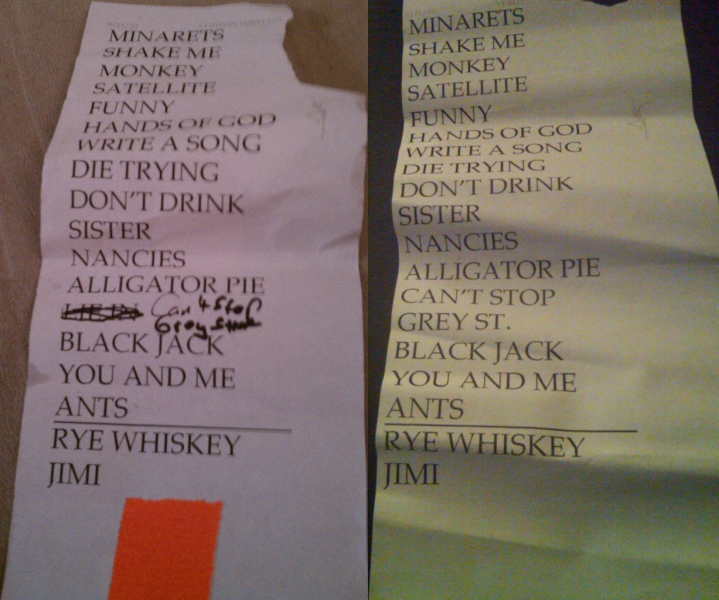 MINARETS
SHAKE ME
MONKEY
SATELLITE
FUNNY
HANDS OF GOD
WRITE A SONG
DIE TRYING
DON'T DRINK
SISTER
NANCIES
ALLIGATOR PIE
LIE IN Can't Stop
Grey Street
BLACK JACK
YOU AND ME
ANTS
RYE WHISKEY
JIMI
MINARETS
SHAKE ME
MONKEY
SATELLITE
FUNNY
HANDS OF GOD
WRITE A SONG
DIE TRYING
DON'T DRINK
SISTER
NANCIES
ALLIGATOR PIE
CAN'T STOP
GREY ST.
BLACK JACK
YOU AND ME
ANTS
RYE WHISKEY
JIMI